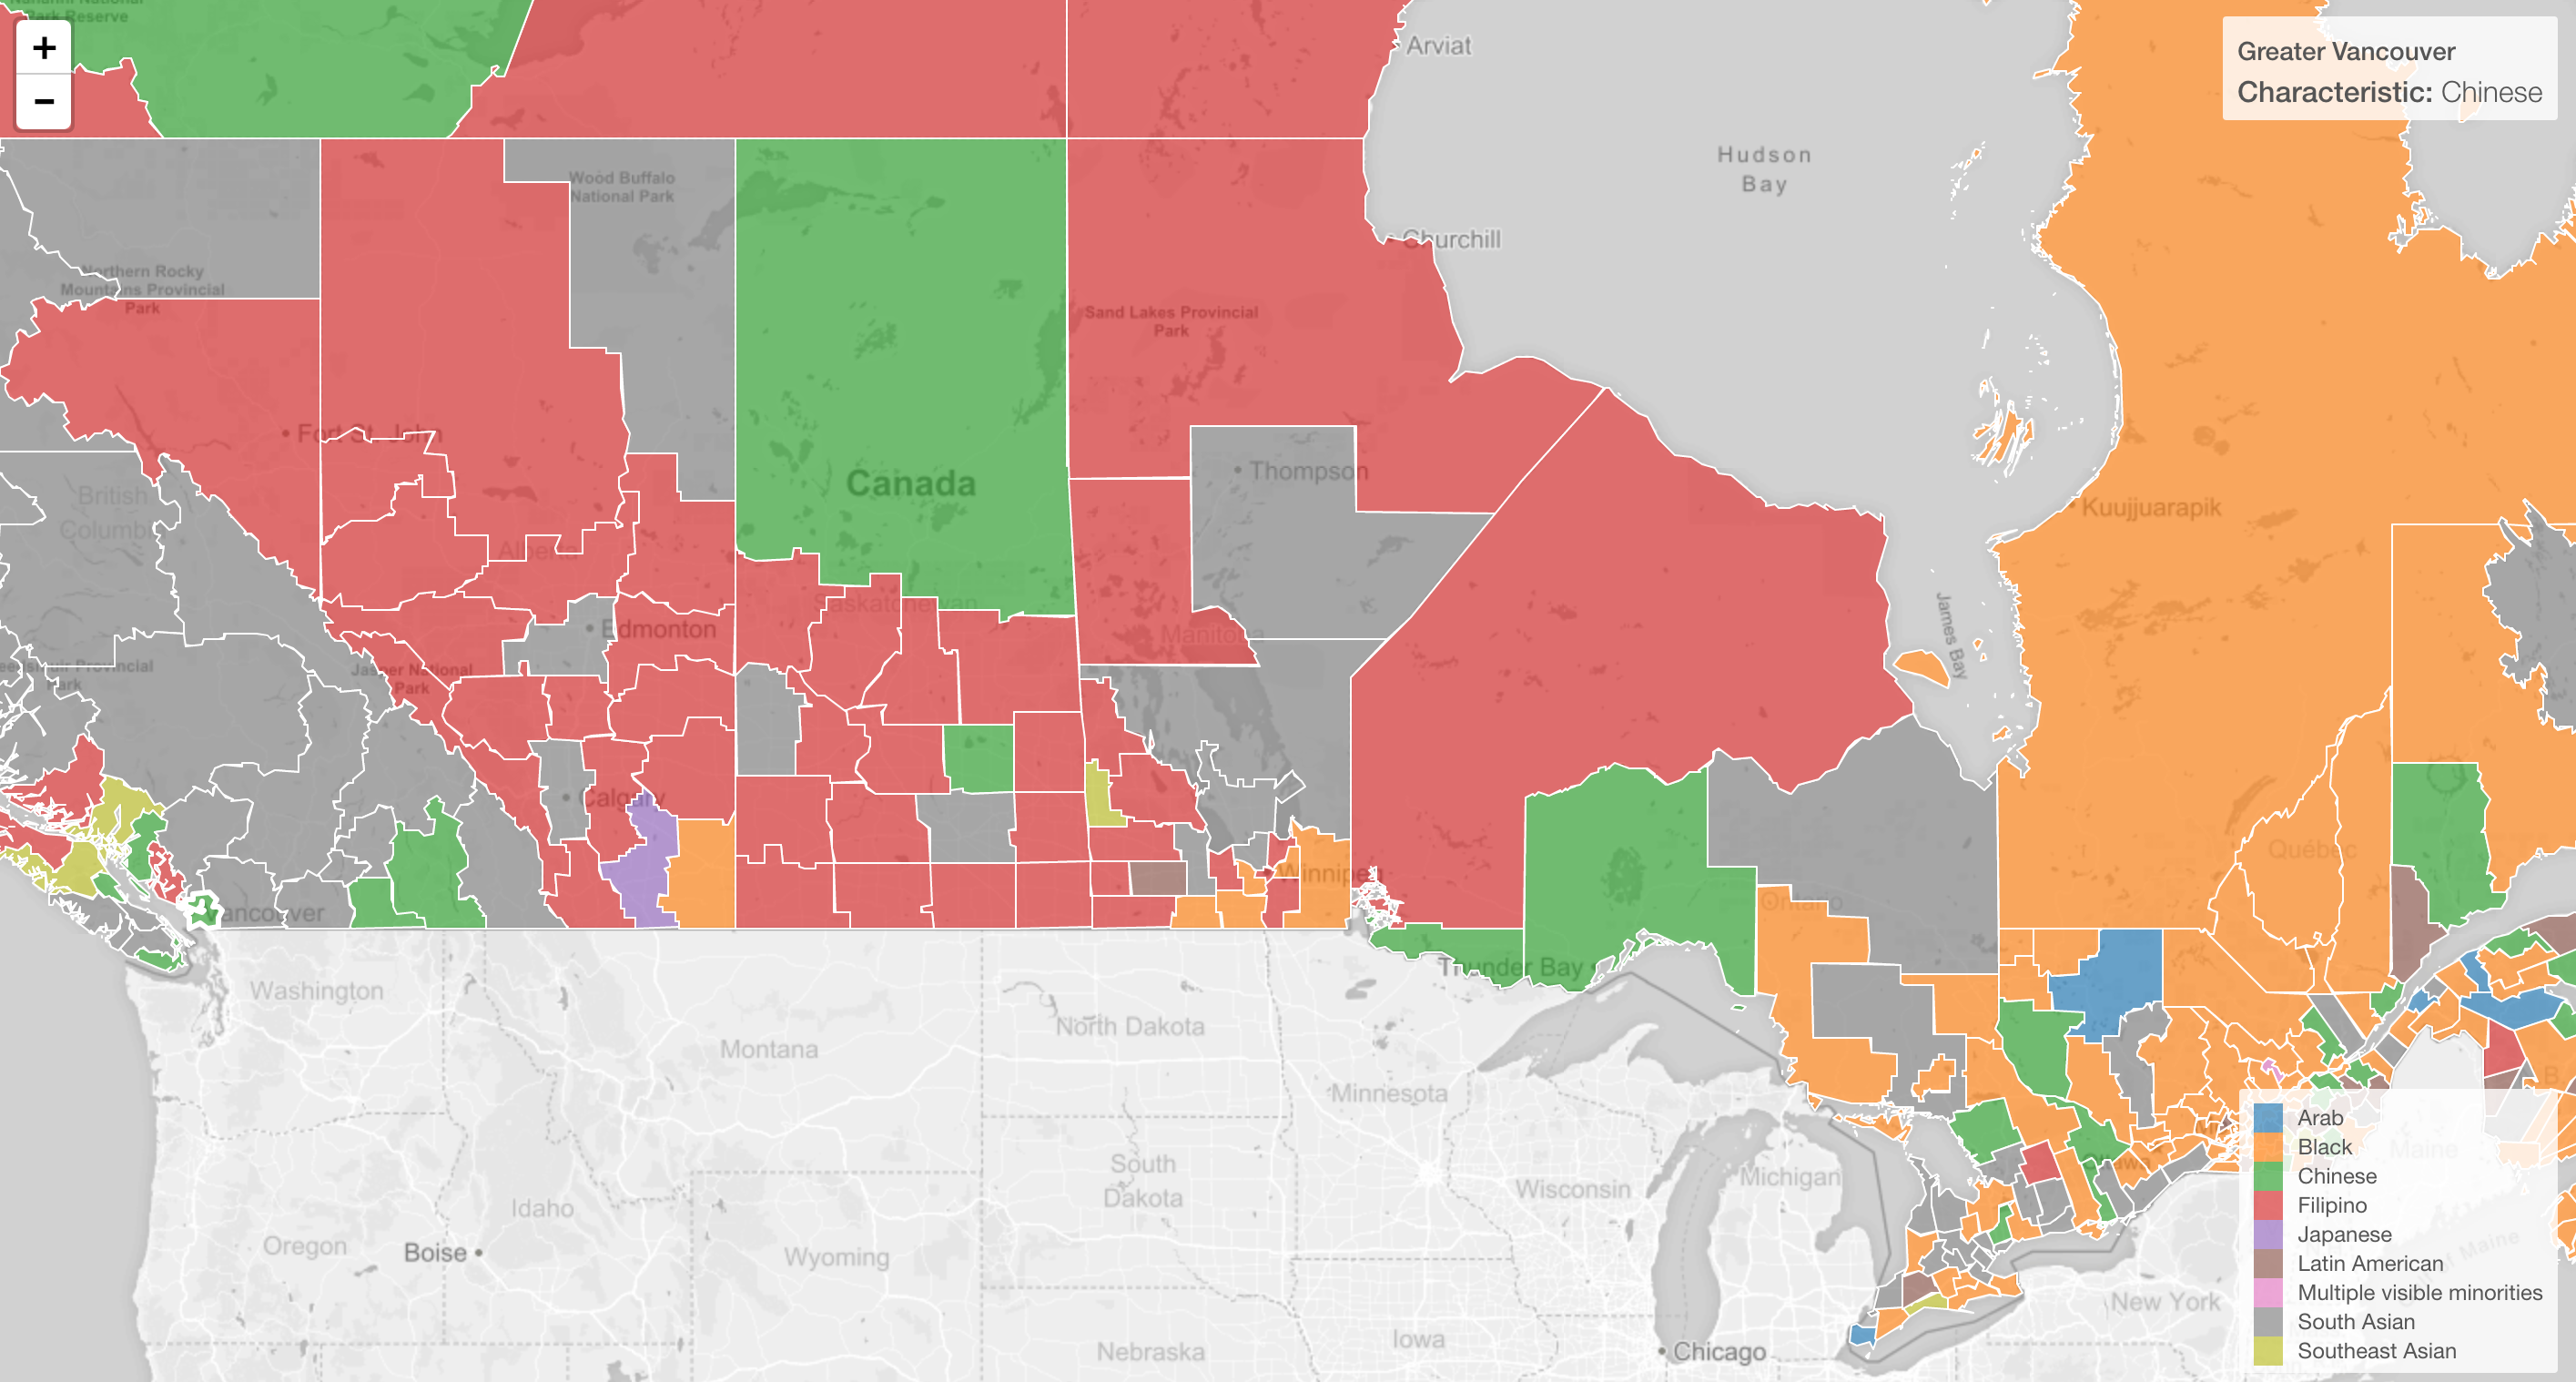 Park Reserve
+
−
Arviat
Greater Vancouver
Characteristic: Chinese
Hudson
Bay
Wood Buffalo
National Park
Churchill
Northern Rocky
Mountains Provincial
Park
Sand Lakes Provincial
Park
Fort St. John
Canada
Thompson
British
Kuujjuarapik
Alberta
Saskatchewan
James Bay
Edmonton
Manitoba
Provincial
Park
Jasper National
Park
Calgary
Québec
Winnipeg
Ontario
Vancouver
Thunder Bay
Washington
North Dakota
Montana
Minnesota
Ottawa
Maine
South
Dakota
Michigan
Wisconsin
Idaho
Oregon
Boise
Wyoming
New York
Iowa
Nebraska
Chicago
Arab
Black
Chinese
Filipino
Japanese
Latin American
Multiple visible minorities
South Asian
Southeast Asian